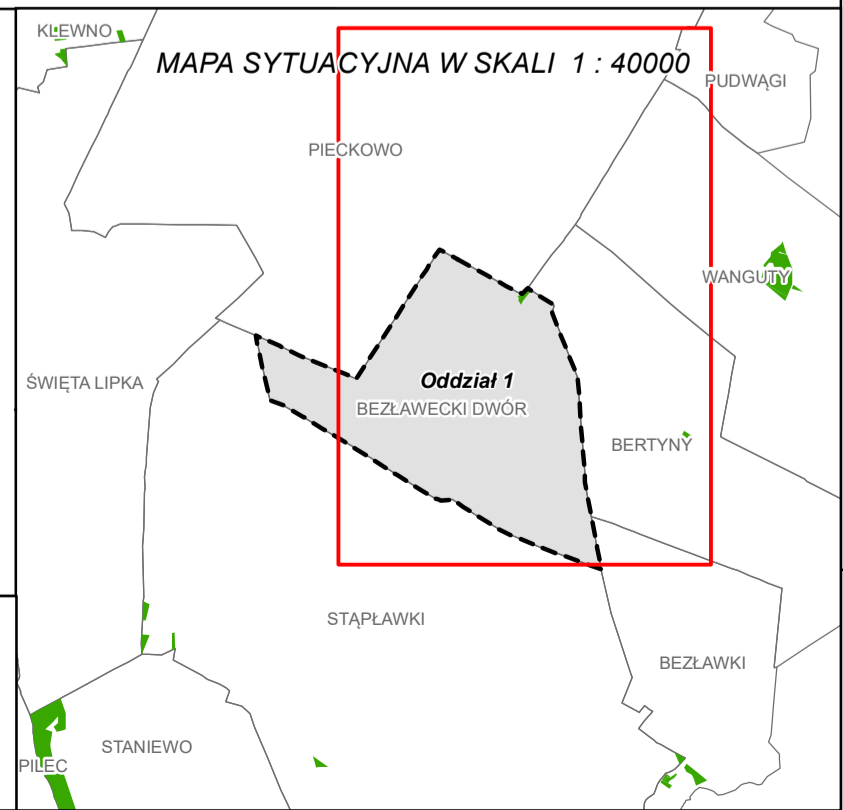 KLEWNO
MAPA SYTUACYJNA W SKALI 1 : 40000
PUDWĄGI
PIECKOWO
WANGUTY
ŚWIĘTA LIPKA
Oddział 1
BEZŁAWECKI DWÓR
BERTYNY
STĄPŁAWKI
BEZŁAWKI
STANIEWO
PILEC